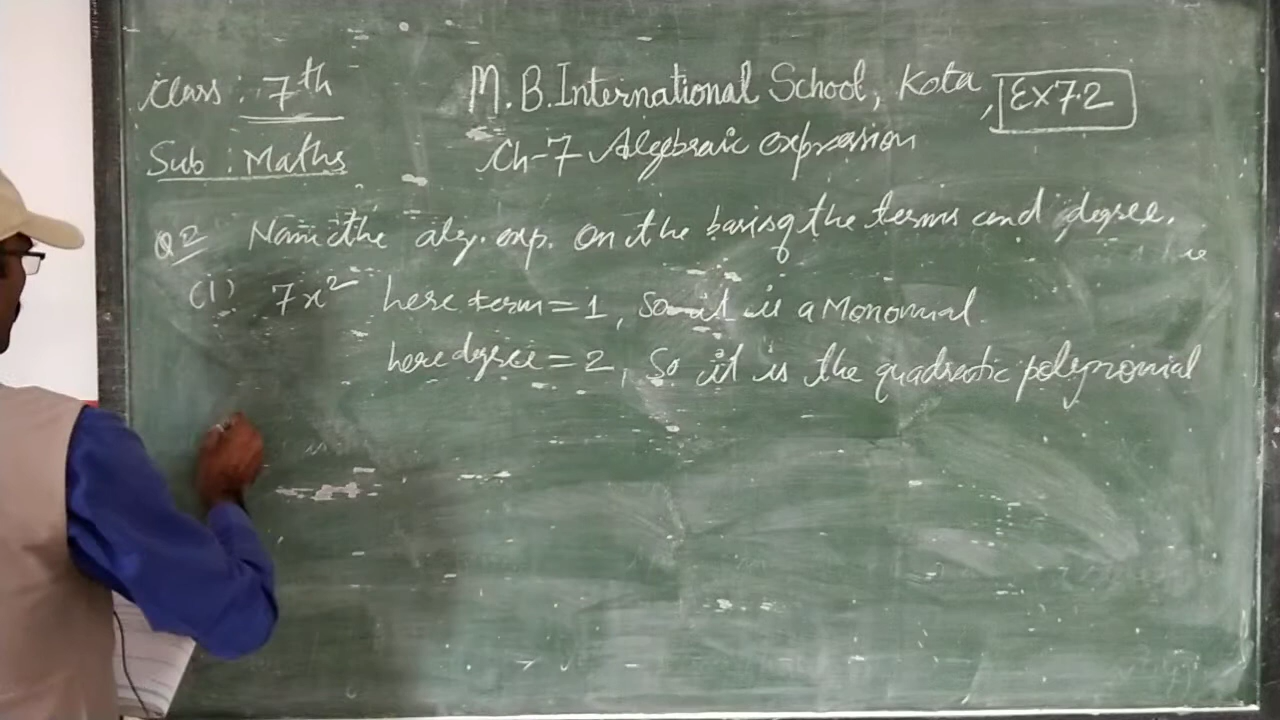 Class : 7th M.B. International School, Kota, Ex 7.2
Sub : Maths Ch-7 Algebraic expression
Q2 Name the alg. exp. on the basis of the terms and degree.
(1) 7x² here term = 1, So it is a Monomial.
here degree = 2, So it is the quadratic polynomial